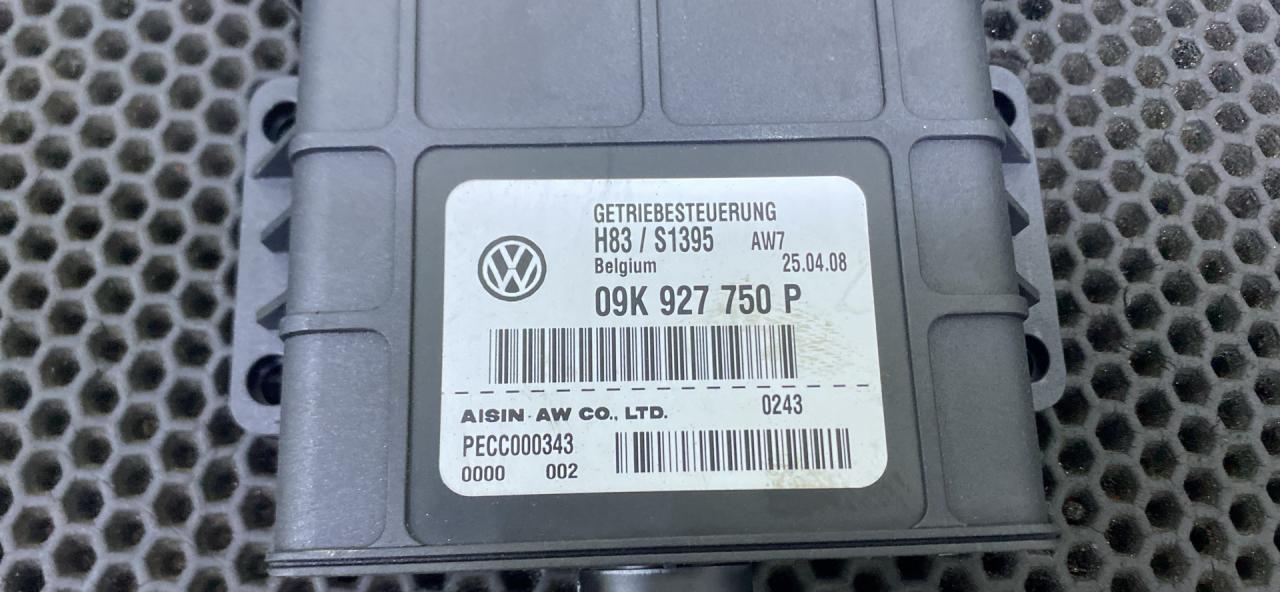 GETRIEBESTEUERUNG
H83 / S1395 AW7
Belgium 25.04.08
09K 927 750 P
AISIN AW CO., LTD. 0243
PECC000343
0000 002